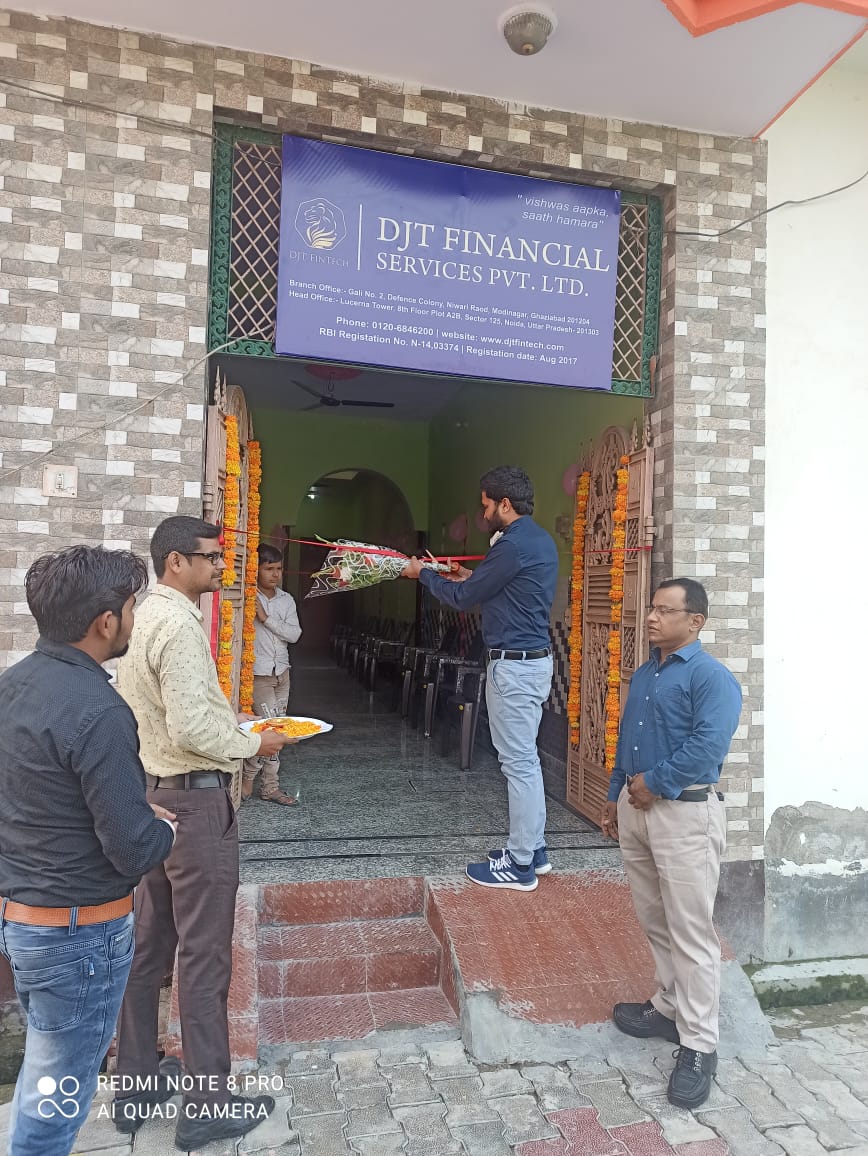 " vishwas aapka,
saath hamara"
DJT FINTECH
DJT FINANCIAL
SERVICES PVT. LTD.
Branch Office:- Gali No. 2, Defence Colony, Niwari Raod, Modinagar, Ghaziabad 201204
Head Office:- Lucerna Tower, 8th Floor Plot A2B, Sector 125, Noida, Uttar Pradesh- 201303
Phone: 0120-6846200 | website: www.djtfintech.com
RBI Registation No. N-14,03374 | Registation date: Aug 2017
REDMI NOTE 8 PRO
AI QUAD CAMERA